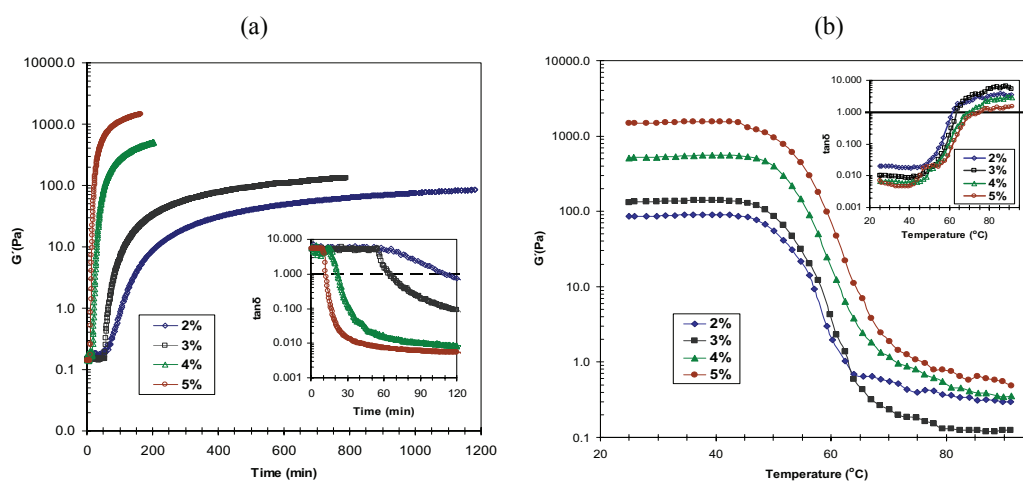 (a)
10000.0
1000.0
100.0
10.0
1.0
0.1
0.0
G´(Pa)
0 200 400 600 800 1000 1200
Time (min)
2%
3%
4%
5%
10.000
1.000
0.100
0.010
0.001
tanδ
0 30 60 90 120
Time (min)
(b)
10000.0
1000.0
100.0
10.0
1.0
0.1
G´(Pa)
20 40 60 80
Temperature (°C)
2%
3%
4%
5%
10.000
1.000
0.100
0.010
0.001
tanδ
20 40 60 80
Temperature (°C)
2%
3%
4%
5%